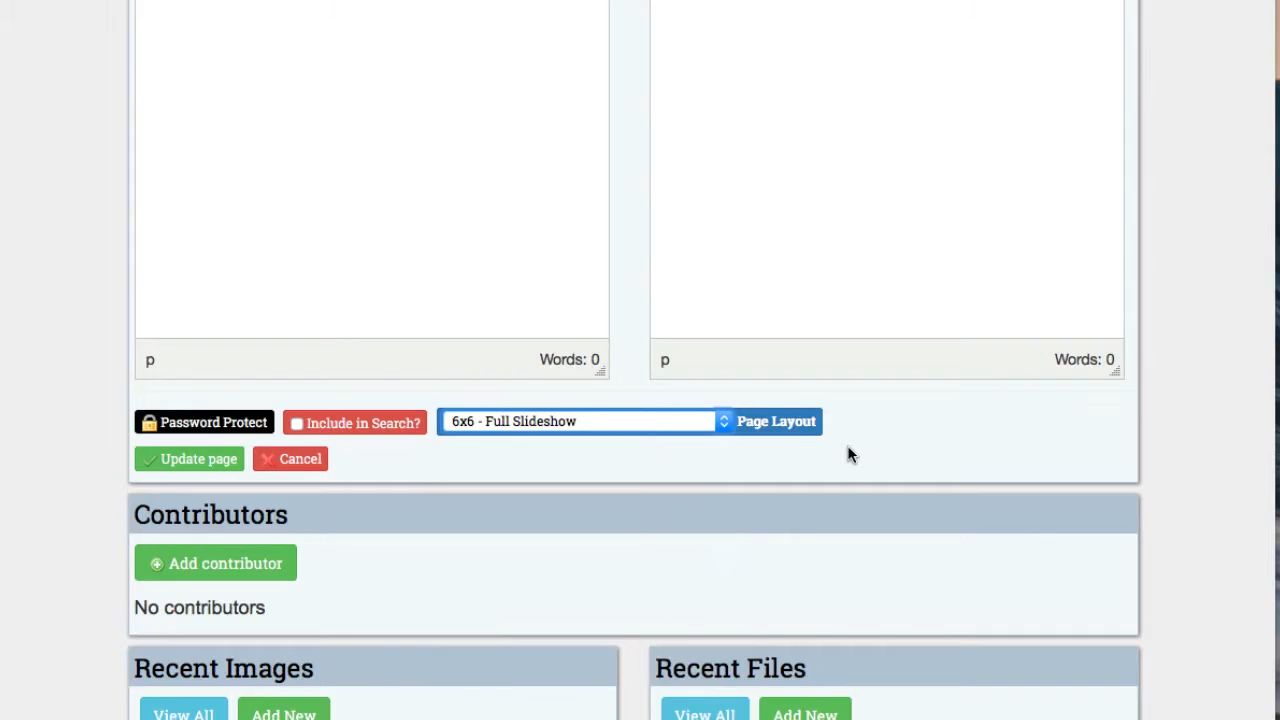 p Words: 0 p Words: 0
Password Protect Include in Search? 6x6 - Full Slideshow Page Layout
Update page Cancel
Contributors
Add contributor
No contributors
Recent Images Recent Files
View All Add New View All Add New